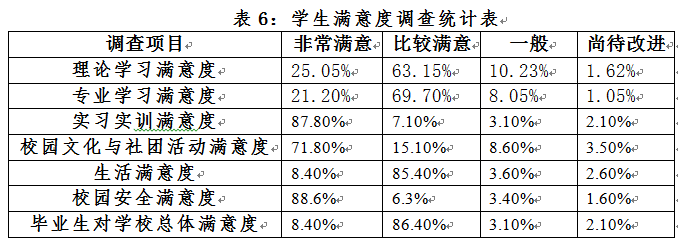 表 6：学生满意度调查统计表
调查项目 非常满意 比较满意 一般 尚待改进
理论学习满意度 25.05% 63.15% 10.23% 1.62%
专业学习满意度 21.20% 69.70% 8.05% 1.05%
实习实训满意度 87.80% 7.10% 3.10% 2.10%
校园文化与社团活动满意度 71.80% 15.10% 8.60% 3.50%
生活满意度 8.40% 85.40% 3.60% 2.60%
校园安全满意度 88.6% 6.3% 3.40% 1.60%
毕业生对学校总体满意度 8.40% 86.40% 3.10% 2.10%